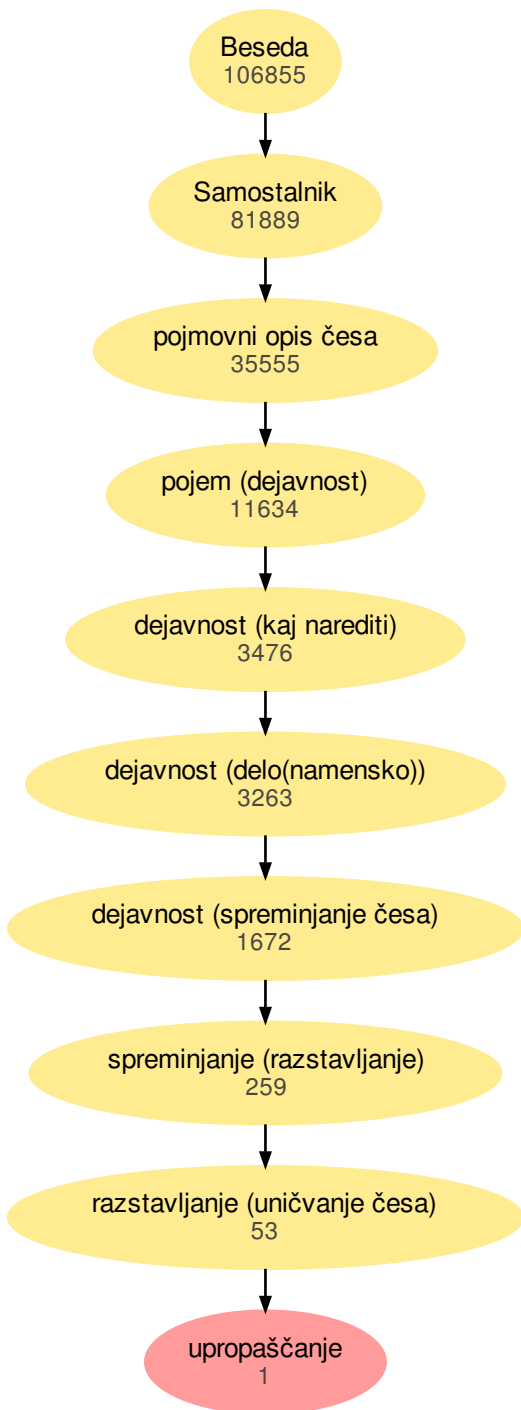 Beseda
106855
Samostalnik
81889
pojmovni opis česa
35555
pojem (dejavnost)
11634
dejavnost (kaj narediti)
3476
dejavnost (delo(namensko))
3263
dejavnost (spreminjanje česa)
1672
spreminjanje (razstavljanje)
259
razstavljanje (uničvanje česa)
53
upropaščanje
1